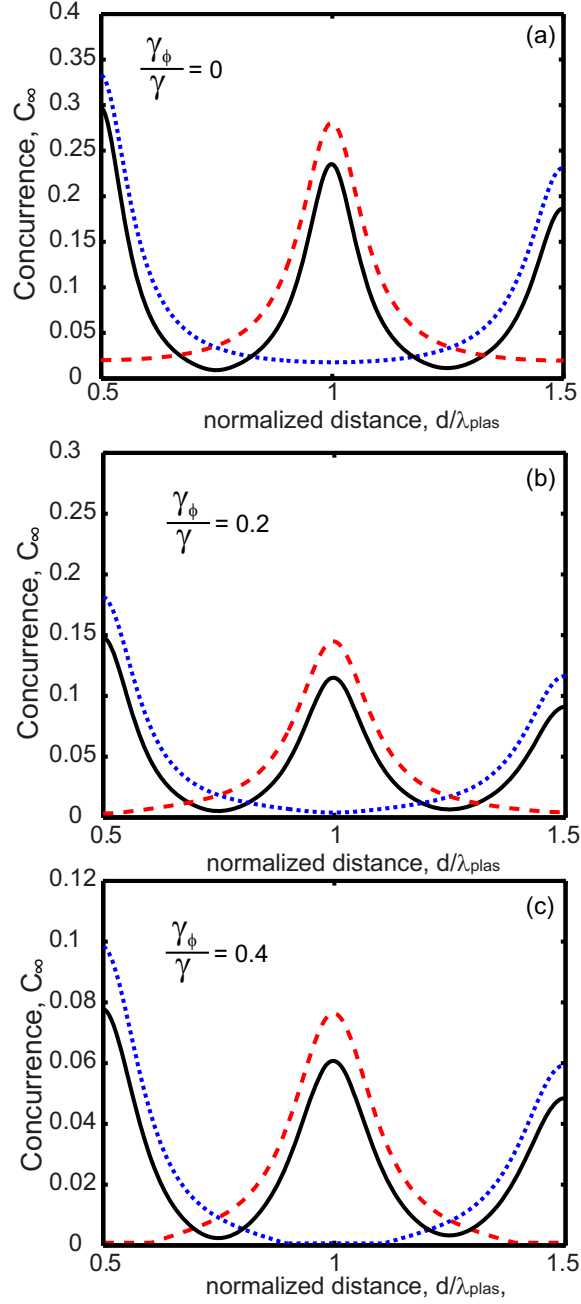 (a)
γϕ/γ = 0
Concurrence, C∞
0.4
0.35
0.3
0.25
0.2
0.15
0.1
0.05
0
0.5 1 1.5
normalized distance, d/λplas
(b)
γϕ/γ = 0.2
Concurrence, C∞
0.3
0.25
0.2
0.15
0.1
0.05
0
0.5 1 1.5
normalized distance, d/λplas
(c)
γϕ/γ = 0.4
Concurrence, C∞
0.12
0.1
0.08
0.06
0.04
0.02
0
0.5 1 1.5
normalized distance, d/λplas,